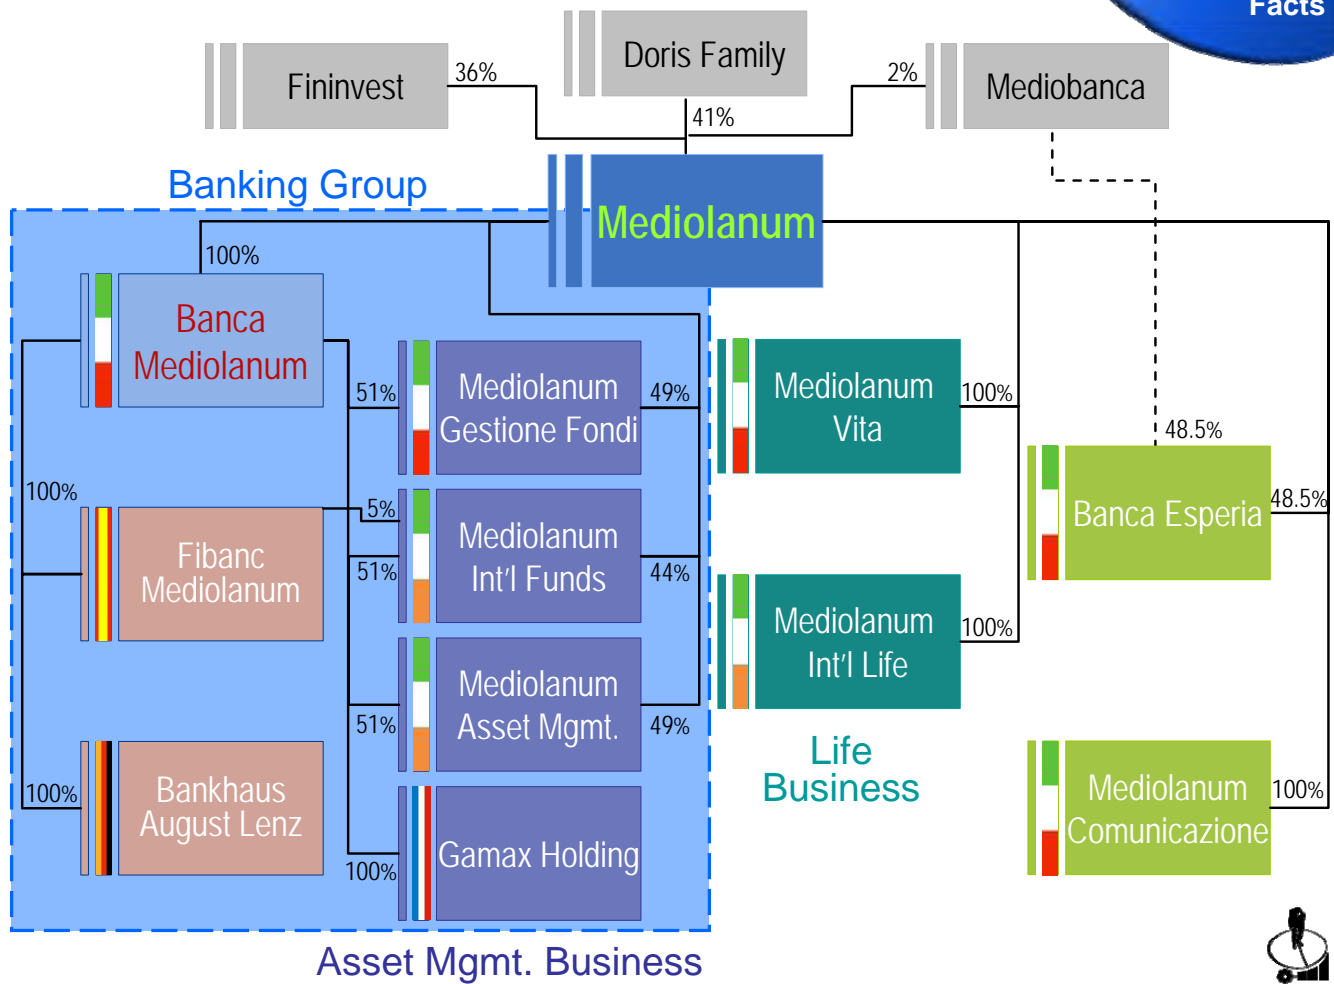 Facts
Fininvest
36%
Doris Family
41%
2%
Mediobanca
Banking Group
Mediolanum
100%
Banca
Mediolanum
51%
Mediolanum
Gestione Fondi
49%
Mediolanum
Vita
100%
48.5%
Banca Esperia
48.5%
100%
Fibanc
Mediolanum
5%
51%
Mediolanum
Int'l Funds
44%
Mediolanum
Int'l Life
100%
51%
Mediolanum
Asset Mgmt.
49%
Life
Business
100%
Bankhaus
August Lenz
100%
Gamax Holding
Mediolanum
Comunicazione
100%
Asset Mgmt. Business